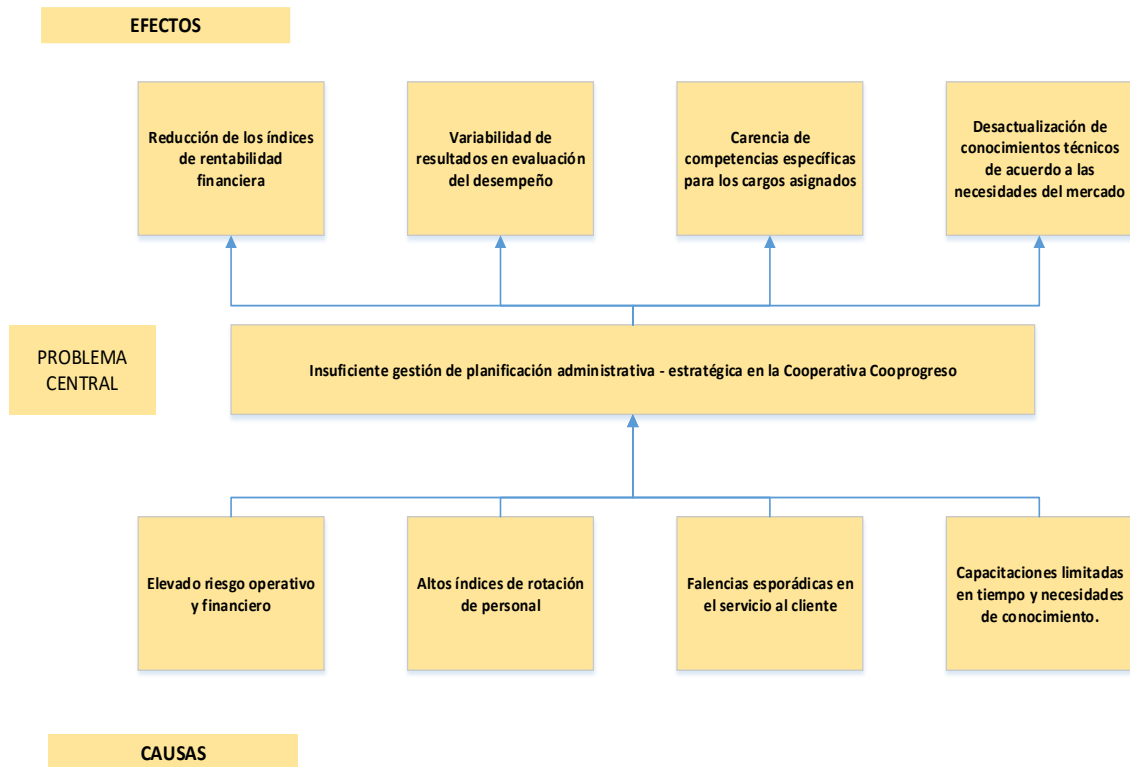 EFECTOS
Reducción de los índices
de rentabilidad
financiera
Variabilidad de
resultados en evaluación
del desempeño
Carencia de
competencias específicas
para los cargos asignados
Desactualización de
conocimientos técnicos
de acuerdo a las
necesidades del mercado
PROBLEMA
CENTRAL
Insuficiente gestión de planificación administrativa - estratégica en la Cooperativa Cooprogreso
Elevado riesgo operativo
y financiero
Altos índices de rotación
de personal
Falencias esporádicas en
el servicio al cliente
Capacitaciones limitadas
en tiempo y necesidades
de conocimiento.
CAUSAS